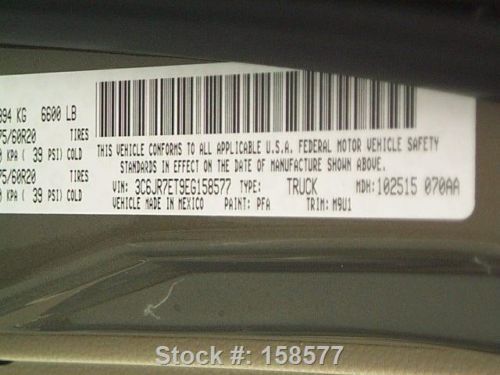 094 KG 6600 LB
75/60R20 TIRES
KPA ( 39 PSI) COLD
75/60R20 TIRES
KPA ( 39 PSI) COLD
THIS VEHICLE CONFORMS TO ALL APPLICABLE U.S.A. FEDERAL MOTOR VEHICLE SAFETY
STANDARDS IN EFFECT ON THE DATE OF MANUFACTURE SHOWN ABOVE.
VIN: 3C6JR7ET9EG158577 TYPE: TRUCK MDH: 102515 070AA
VEHICLE MADE IN MEXICO PAINT: PFA TRIM: M9U1
Stock #: 158577